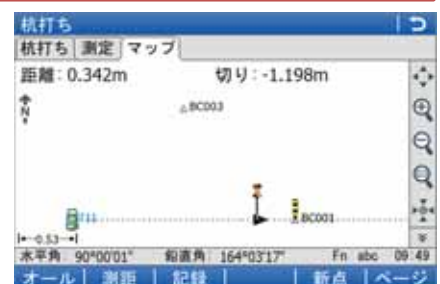 杭打ち
杭打ち 測定 マップ
距離: 0.342m 切り: -1.198m
N
BC003
BC001
0.53
水平角 90°00'01" 鉛直角 164°03'17" Fn abc 09:49
オール 測距 記録 新点 ページ